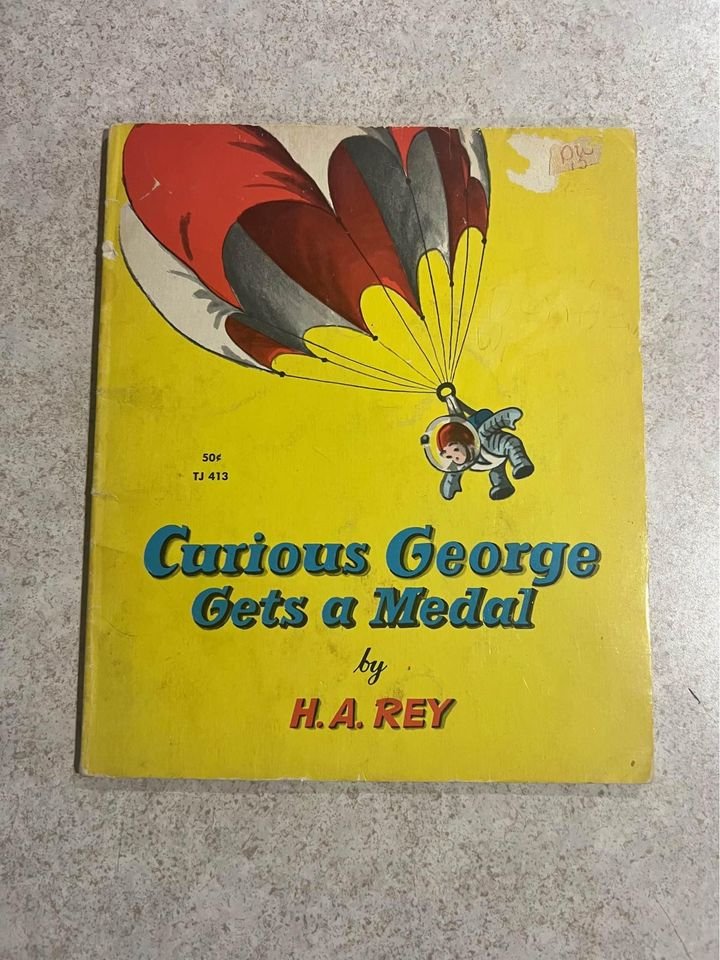 50¢
TJ 413
Curious George
Gets a Medal
by
H. A. REY